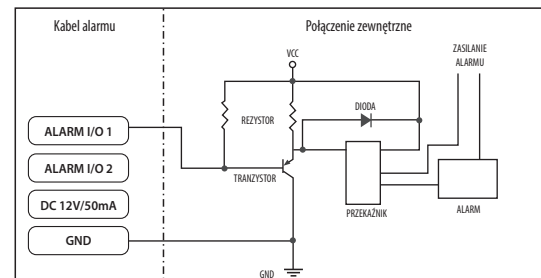 Kabel alarmu
Połączenie zewnętrzne
VCC
ZASILANIE
ALARMU
DIODA
REZYSTOR
ALARM I/O 1
ALARM I/O 2
TRANZYSTOR
DC 12V/50mA
PRZEKAŹNIK
ALARM
GND
GND